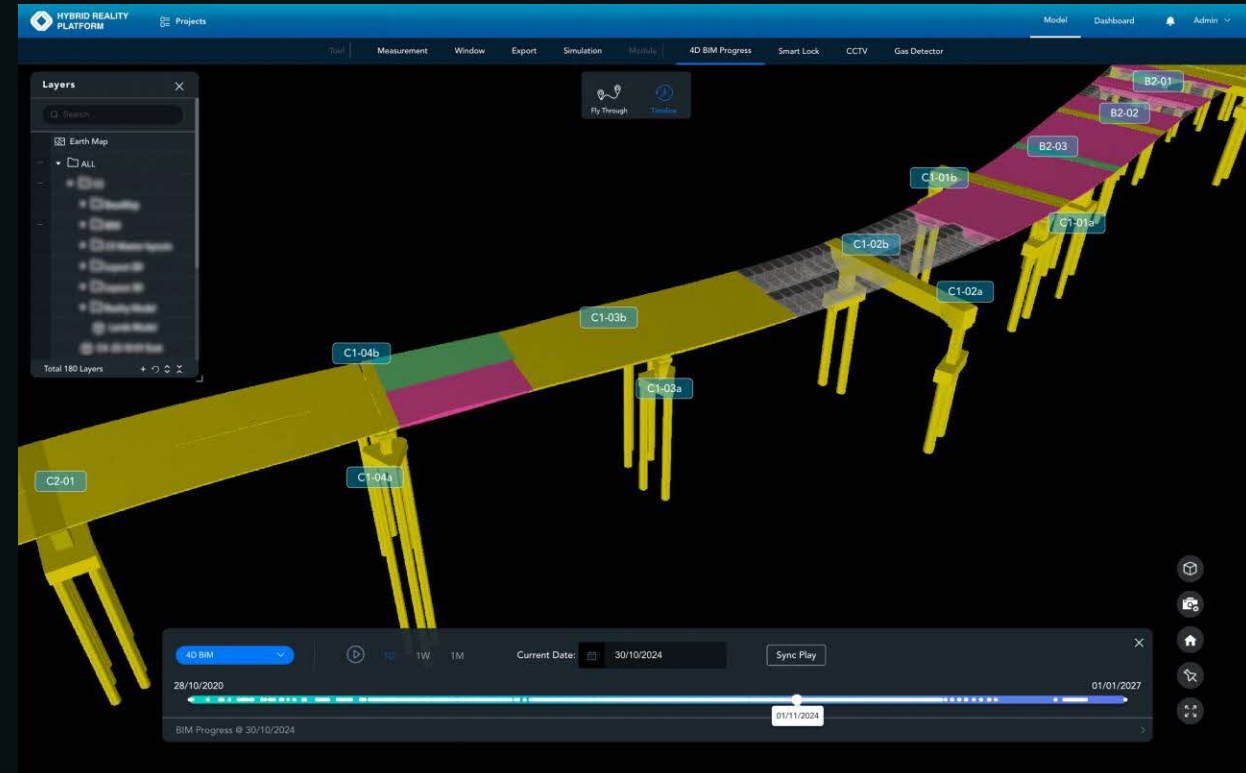 HYBRID REALITY
PLATFORM
Projects
Model
Dashboard
Admin
Tool
Measurement
Window
Export
Simulation
Module
4D BIM Progress
Smart Lock
CCTV
Gas Detector
Layers
Search...
Earth Map
ALL
Total 180 Layers
Fly Through
Timeline
B2-01
B2-02
B2-03
C1-01b
C1-01a
C1-02b
C1-02a
C1-03b
C1-03a
C1-04b
C1-04a
C2-01
4D BIM
1D
1W
1M
Current Date:
30/10/2024
Sync Play
28/10/2020
01/01/2027
01/11/2024
BIM Progress @ 30/10/2024